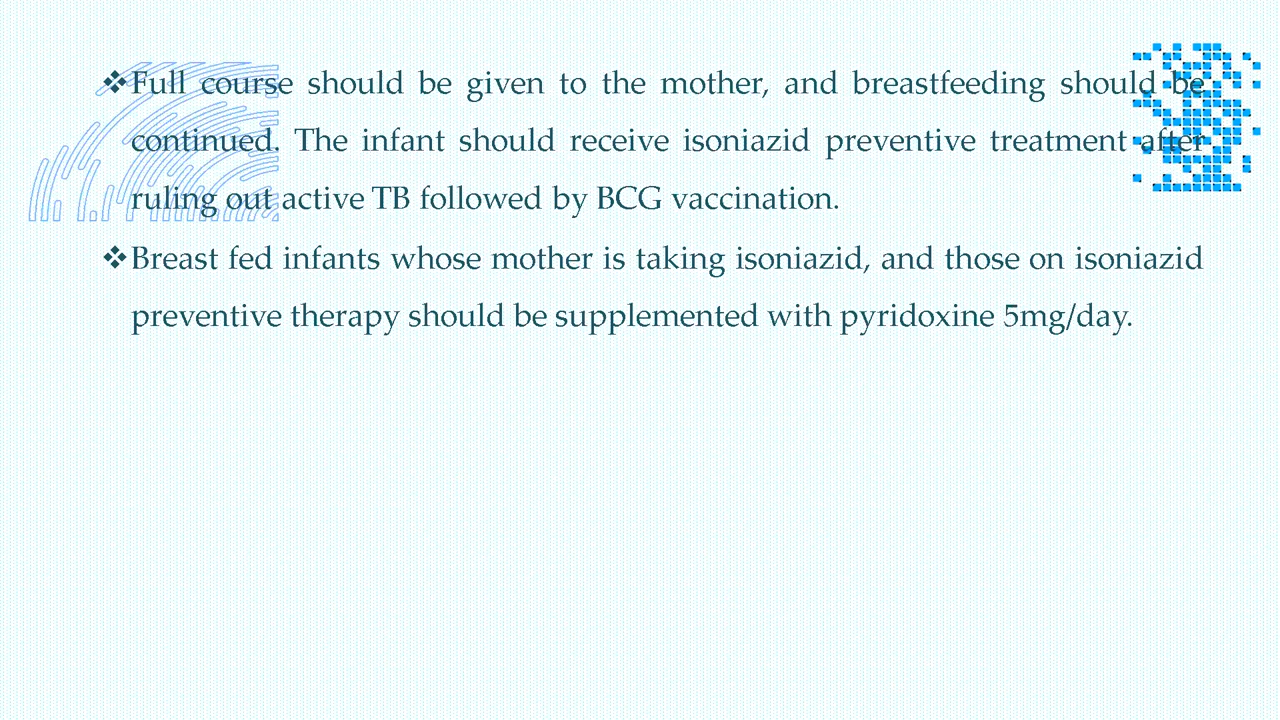 ❖Full course should be given to the mother, and breastfeeding should be
continued. The infant should receive isoniazid preventive treatment after
ruling out active TB followed by BCG vaccination.
❖Breast fed infants whose mother is taking isoniazid, and those on isoniazid
preventive therapy should be supplemented with pyridoxine 5mg/day.